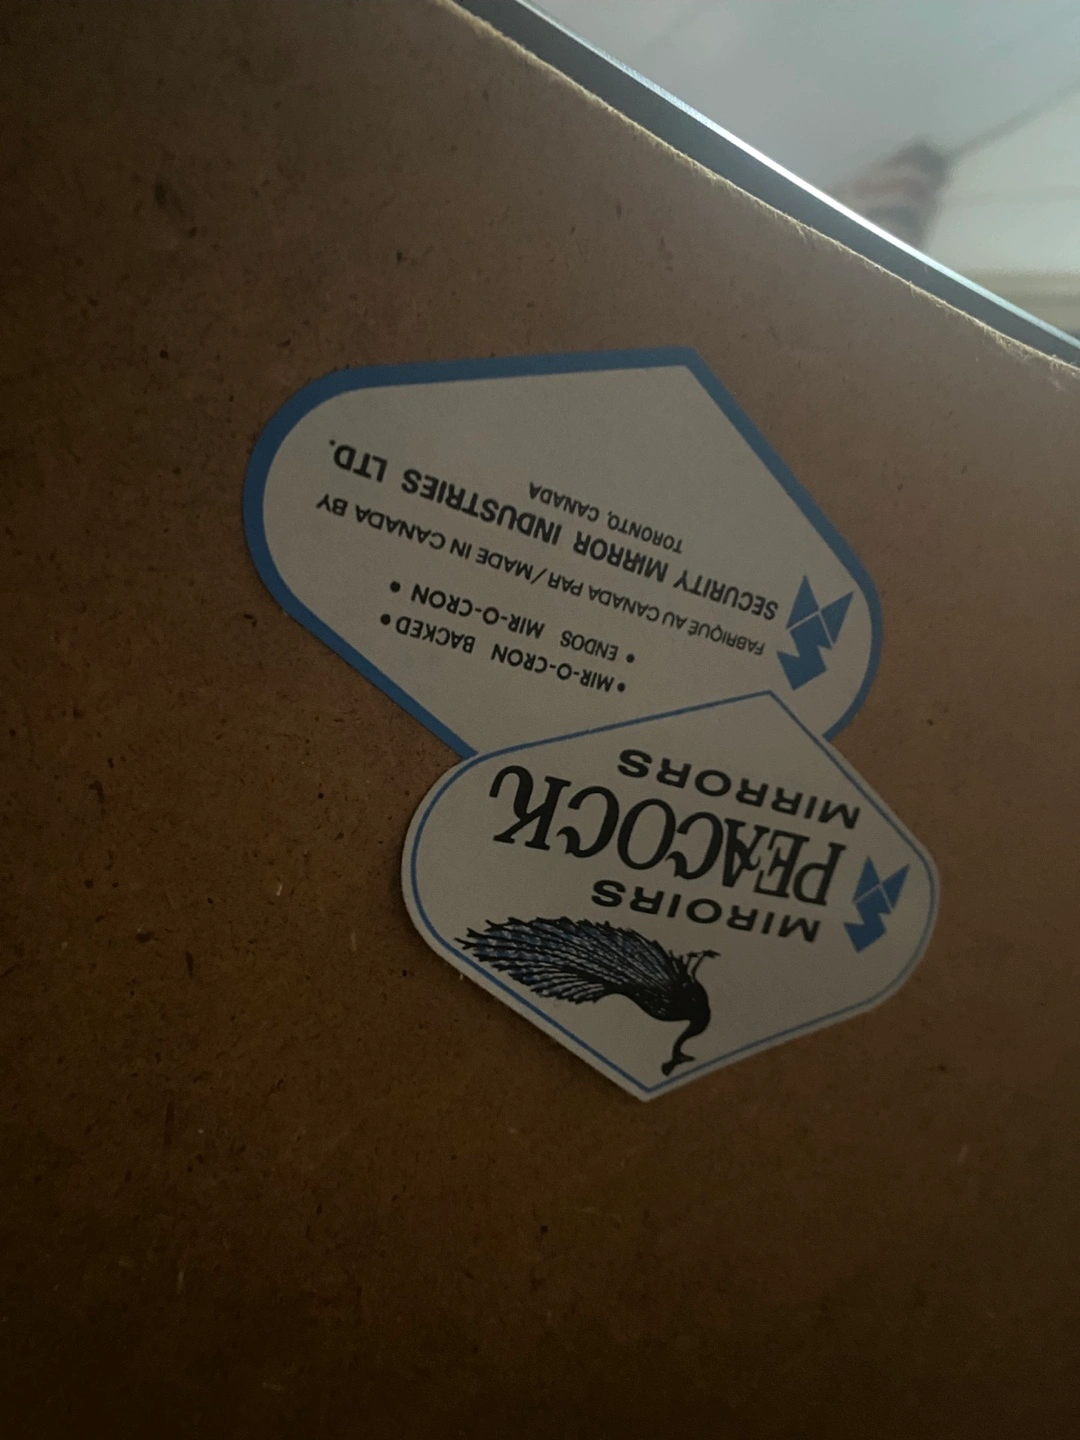 MIROIRS
PEACOCK
MIRRORS
• MIR-O-CRON BACKED •
• ENDOS MIR-O-CRON •
FABRIQUÉ AU CANADA PAR / MADE IN CANADA BY
SECURITY MIRROR INDUSTRIES LTD.
TORONTO, CANADA